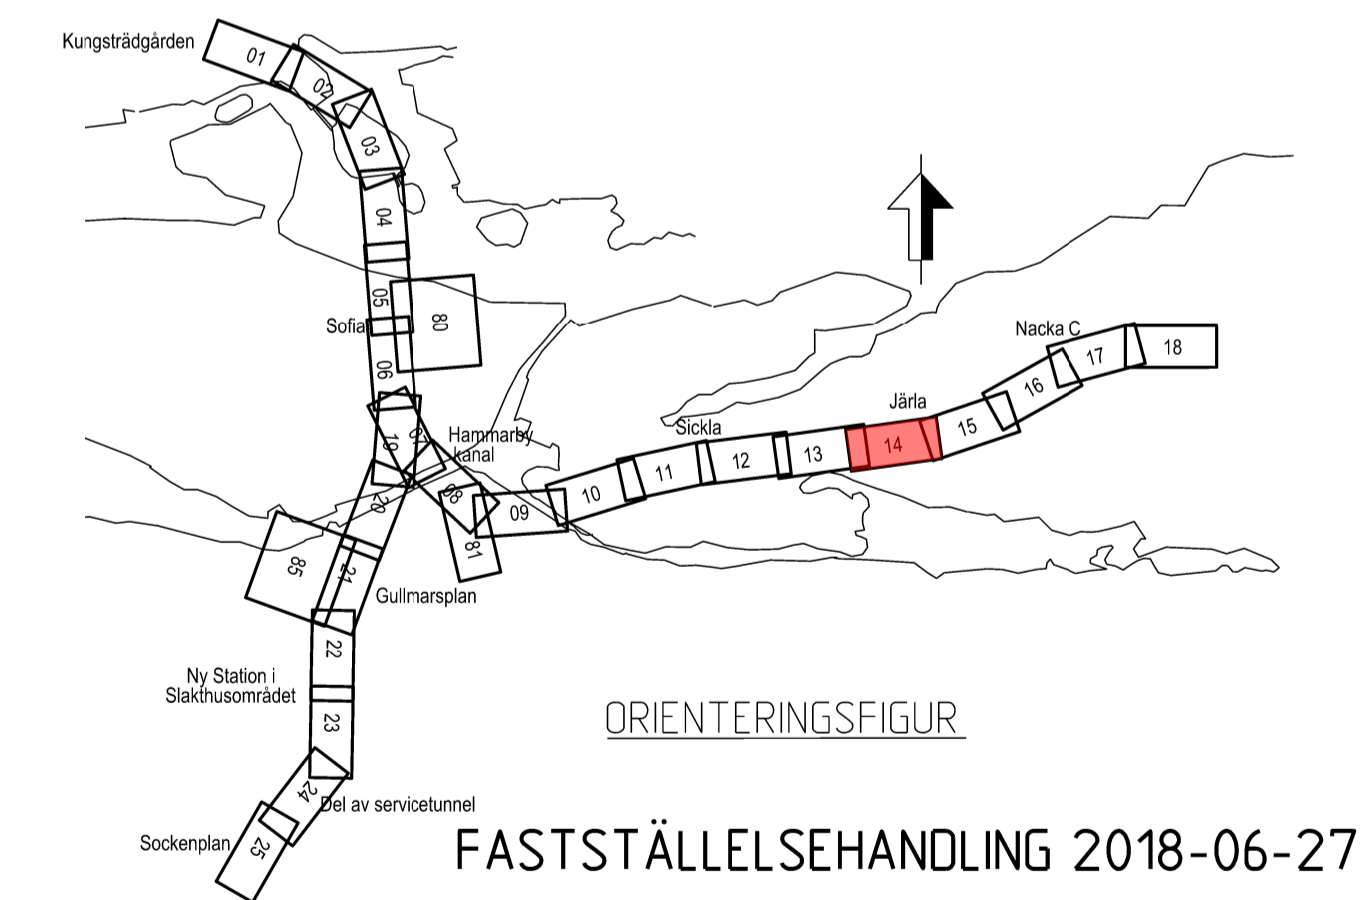 Kungsträdgården
01
02
03
04
05
Sofia
80
06
19
07
Hammarby
kanal
08
20
09
81
10
11
Sickla
12
13
Järla
14
15
16
Nacka C
17
18
85
21
Gullmarsplan
22
Ny Station i
Slakthusområdet
23
24
Del av servicetunnel
Sockenplan
25
ORIENTERINGSFIGUR
FASTSTÄLLELSEHANDLING 2018-06-27